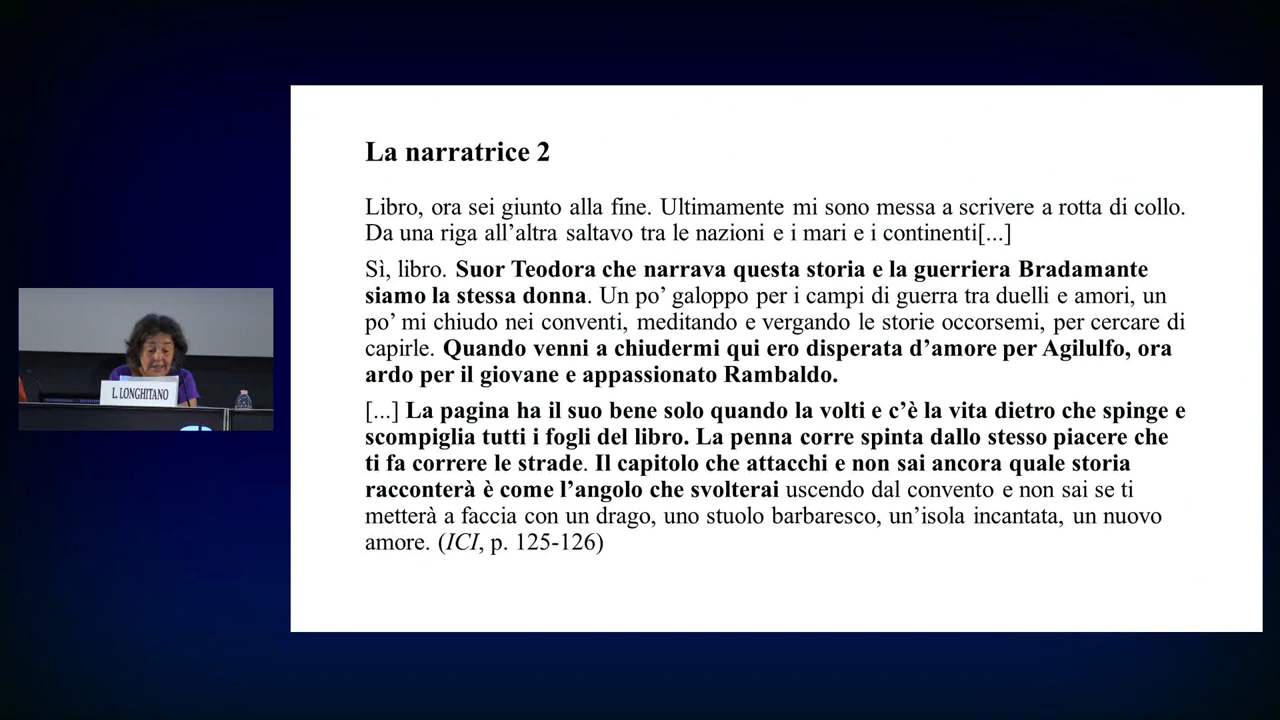 La narratrice 2
Libro, ora sei giunto alla fine. Ultimamente mi sono messa a scrivere a rotta di collo.
Da una riga all’altra saltavo tra le nazioni e i mari e i continenti[...]
Sì, libro. Suor Teodora che narrava questa storia e la guerriera Bradamante
siamo la stessa donna. Un po’ galoppo per i campi di guerra tra duelli e amori, un
po’ mi chiudo nei conventi, meditando e vergando le storie occorsemi, per cercare di
capirle. Quando venni a chiudermi qui ero disperata d’amore per Agilulfo, ora
ardo per il giovane e appassionato Rambaldo.
[...] La pagina ha il suo bene solo quando la volti e c’è la vita dietro che spinge e
scompiglia tutti i fogli del libro. La penna corre spinta dallo stesso piacere che
ti fa correre le strade. Il capitolo che attacchi e non sai ancora quale storia
racconterà è come l’angolo che svolterai uscendo dal convento e non sai se ti
metterà a faccia con un drago, uno stuolo barbaresco, un’isola incantata, un nuovo
amore. (ICI, p. 125-126)
L. LONGHITANO